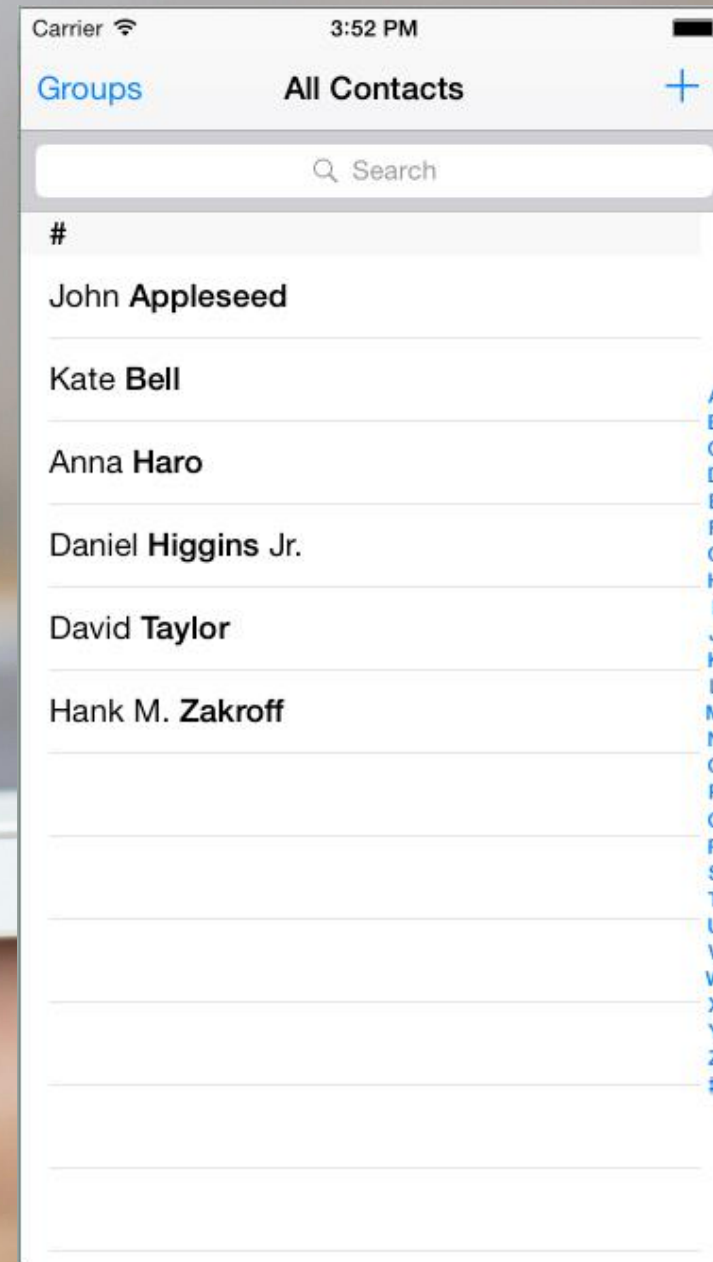 Carrier 3:52 PM
Groups All Contacts +
Search
#
John Appleseed
Kate Bell
Anna Haro
Daniel Higgins Jr.
David Taylor
Hank M. Zakroff
A
B
C
D
E
F
G
H
I
J
K
L
M
N
O
P
Q
R
S
T
U
V
W
X
Y
Z
#